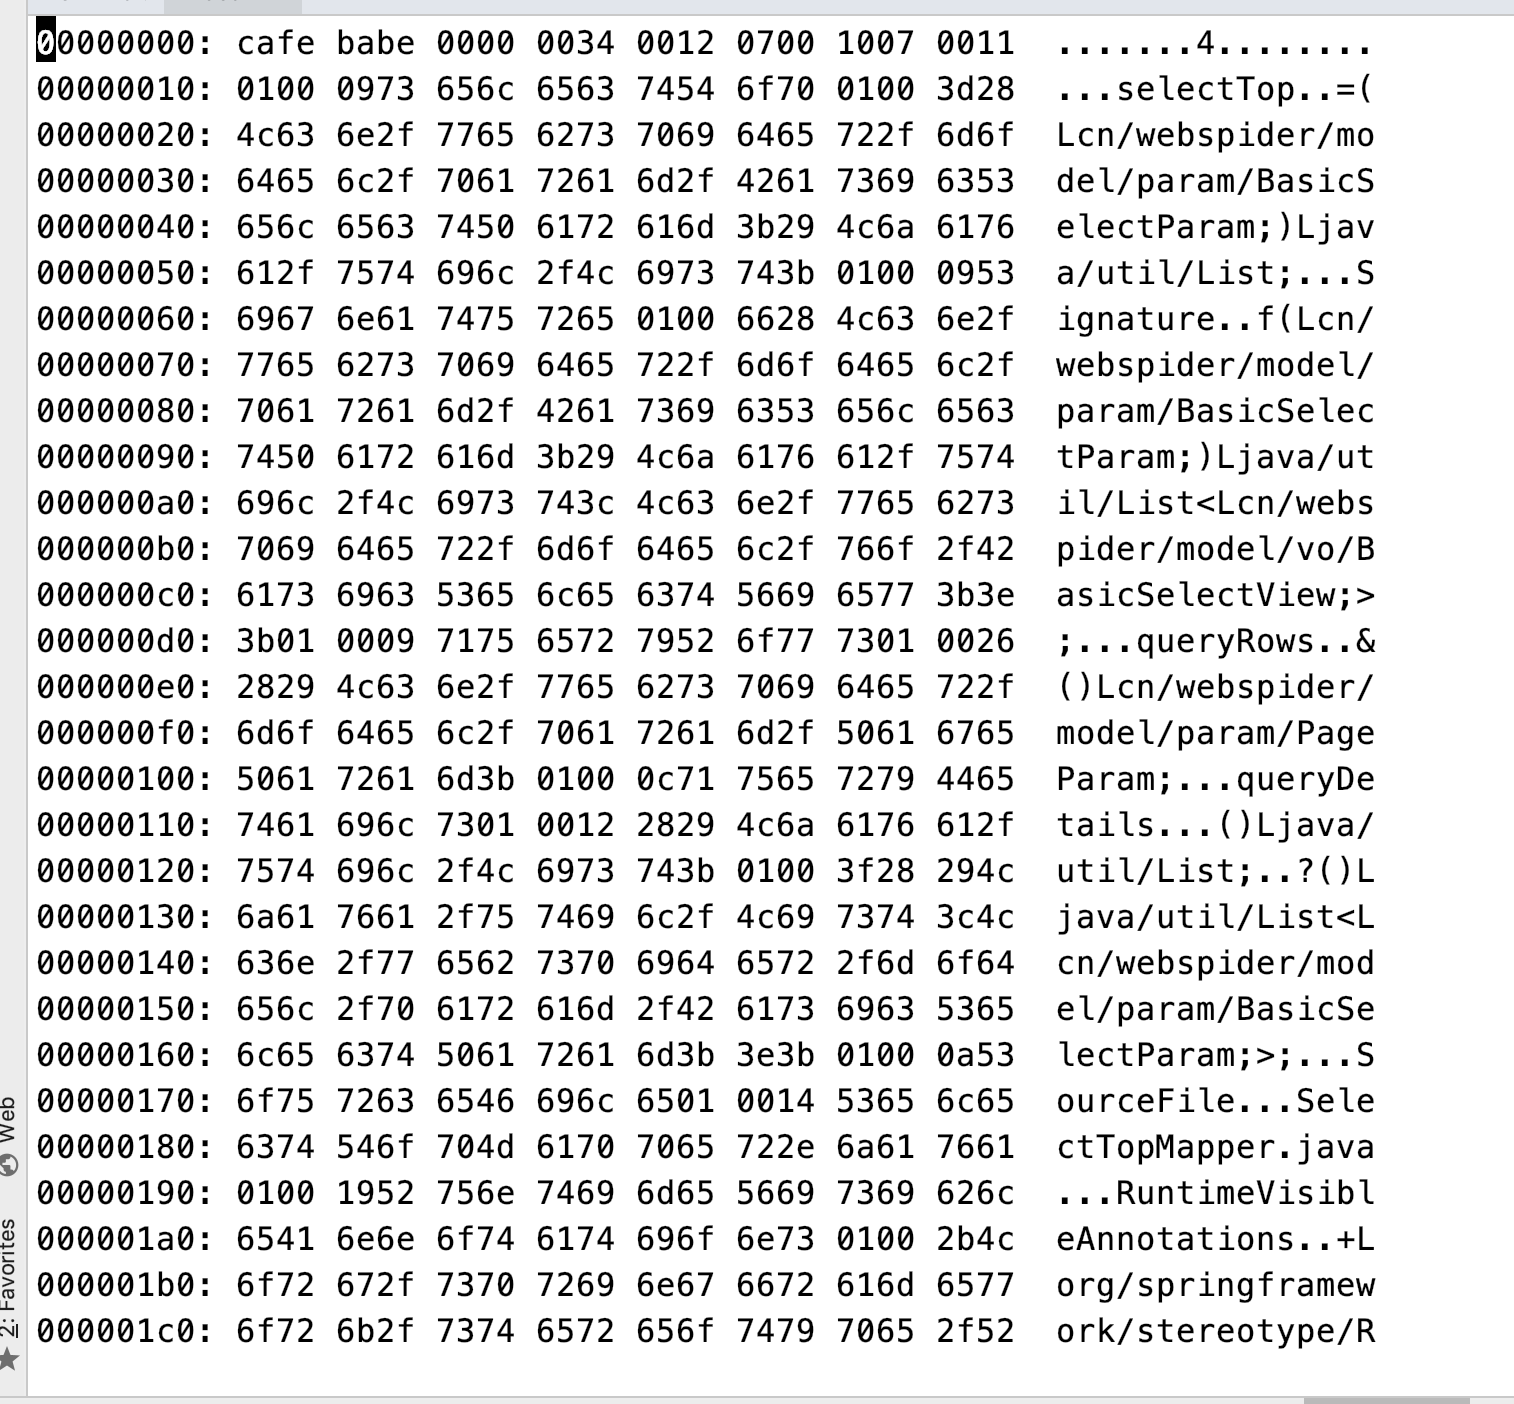 00000000: cafe babe 0000 0034 0012 0700 1007 0011  .......4........
00000010: 0100 0973 656c 6563 7454 6f70 0100 3d28  ...selectTop..=(
00000020: 4c63 6e2f 7765 6273 7069 6465 722f 6d6f  Lcn/webspider/mo
00000030: 6465 6c2f 7061 7261 6d2f 4261 7369 6353  del/param/BasicS
00000040: 656c 6563 7450 6172 616d 3b29 4c6a 6176  electParam;)Ljav
00000050: 612f 7574 696c 2f4c 6973 743b 0100 0953  a/util/List;...S
00000060: 6967 6e61 7475 7265 0100 6628 4c63 6e2f  ignature..f(Lcn/
00000070: 7765 6273 7069 6465 722f 6d6f 6465 6c2f  webspider/model/
00000080: 7061 7261 6d2f 4261 7369 6353 656c 6563  param/BasicSelec
00000090: 7450 6172 616d 3b29 4c6a 6176 612f 7574  tParam;)Ljava/ut
000000a0: 696c 2f4c 6973 743c 4c63 6e2f 7765 6273  il/List<Lcn/webs
000000b0: 7069 6465 722f 6d6f 6465 6c2f 766f 2f42  pider/model/vo/B
000000c0: 6173 6963 5365 6c65 6374 5669 6577 3b3e  asicSelectView;>
000000d0: 3b01 0009 7175 6572 7952 6f77 7301 0026  ;...queryRows..&
000000e0: 2829 4c63 6e2f 7765 6273 7069 6465 722f  ()Lcn/webspider/
000000f0: 6d6f 6465 6c2f 7061 7261 6d2f 5061 6765  model/param/Page
00000100: 5061 7261 6d3b 0100 0c71 7565 7279 4465  Param;...queryDe
00000110: 7461 696c 7301 0012 2829 4c6a 6176 612f  tails...()Ljava/
00000120: 7574 696c 2f4c 6973 743b 0100 3f28 294c  util/List;..?()L
00000130: 6a61 7661 2f75 7469 6c2f 4c69 7374 3c4c  java/util/List<L
00000140: 636e 2f77 6562 7370 6964 6572 2f6d 6f64  cn/webspider/mod
00000150: 656c 2f70 6172 616d 2f42 6173 6963 5365  el/param/BasicSe
00000160: 6c65 6374 5061 7261 6d3b 3e3b 0100 0a53  lectParam;>;...S
00000170: 6f75 7263 6546 696c 6501 0014 5365 6c65  ourceFile...Sele
00000180: 6374 546f 704d 6170 7065 722e 6a61 7661  ctTopMapper.java
00000190: 0100 1952 756e 7469 6d65 5669 7369 626c  ...RuntimeVisibl
000001a0: 6541 6e6e 6f74 6174 696f 6e73 0100 2b4c  eAnnotations..+L
000001b0: 6f72 672f 7370 7269 6e67 6672 616d 6577  org/springframew
000001c0: 6f72 6b2f 7374 6572 656f 7479 7065 2f52  ork/stereotype/R
Web
2: Favorites